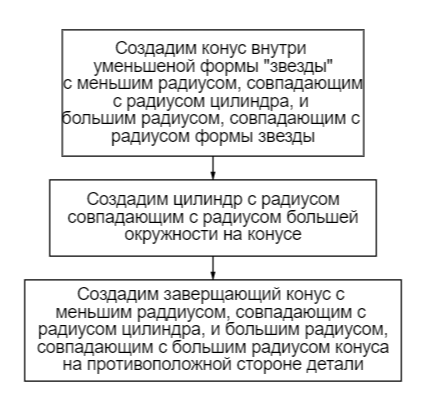 Создадим конус внутри
уменьшеной формы "звезды"
с меньшим радиусом, совпадающим
с радиусом цилиндра, и
большим радиусом, совпадающим с
радиусом формы звезды
Создадим цилиндр с радиусом
совпадающим с радиусом большей
окружности на конусе
Создадим заверщающий конус с
меньшим раддиусом, совпадающим с
радиусом цилиндра, и большим радиусом,
совпадающим с большим радиусом конуса
на противоположной стороне детали